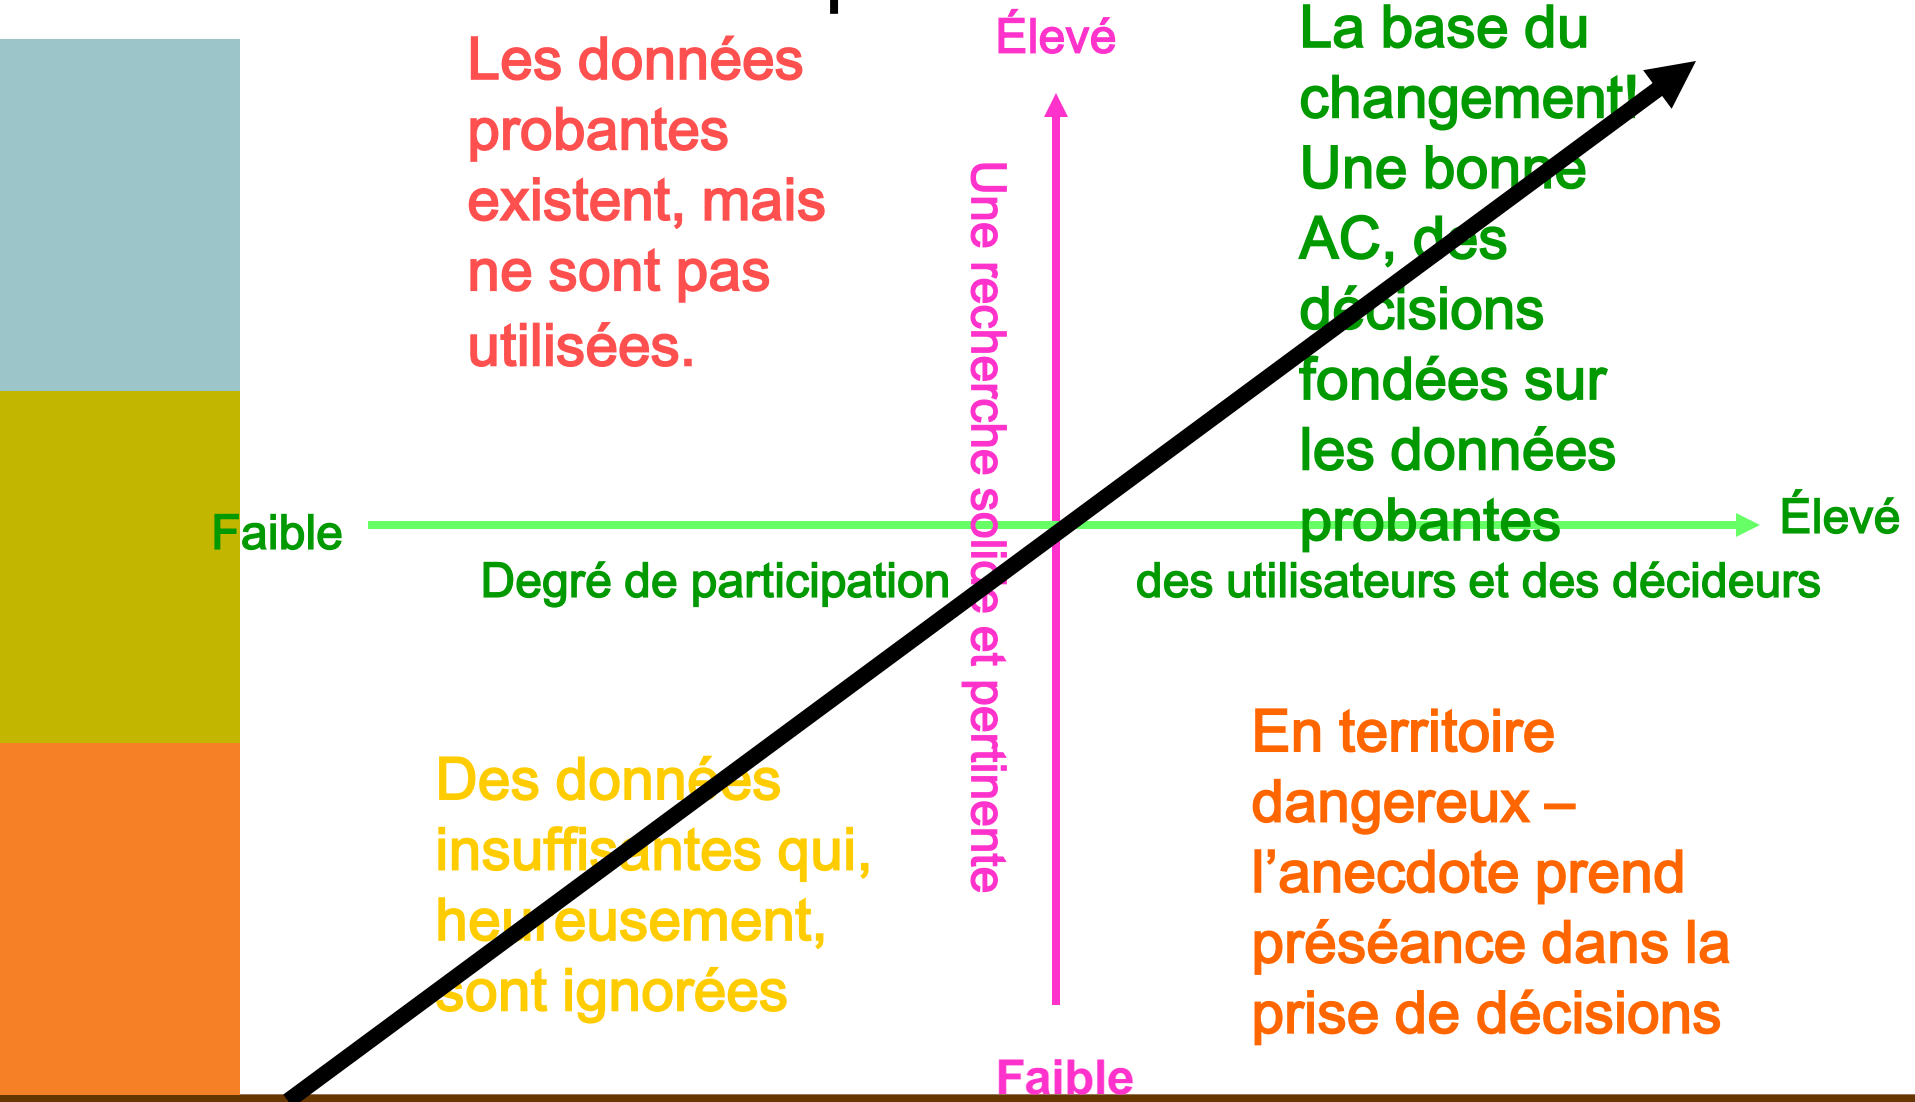 Élevé
Les données
probantes
existent, mais
ne sont pas
utilisées.
La base du
changement!
Une bonne
AC, des
décisions
fondées sur
les données
probantes
Une recherche solide et pertinente
Faible
Élevé
Degré de participation des utilisateurs et des décideurs
Des données
insuffisantes qui,
heureusement,
sont ignorées
En territoire
dangereux –
l’anecdote prend
préséance dans la
prise de décisions
Faible